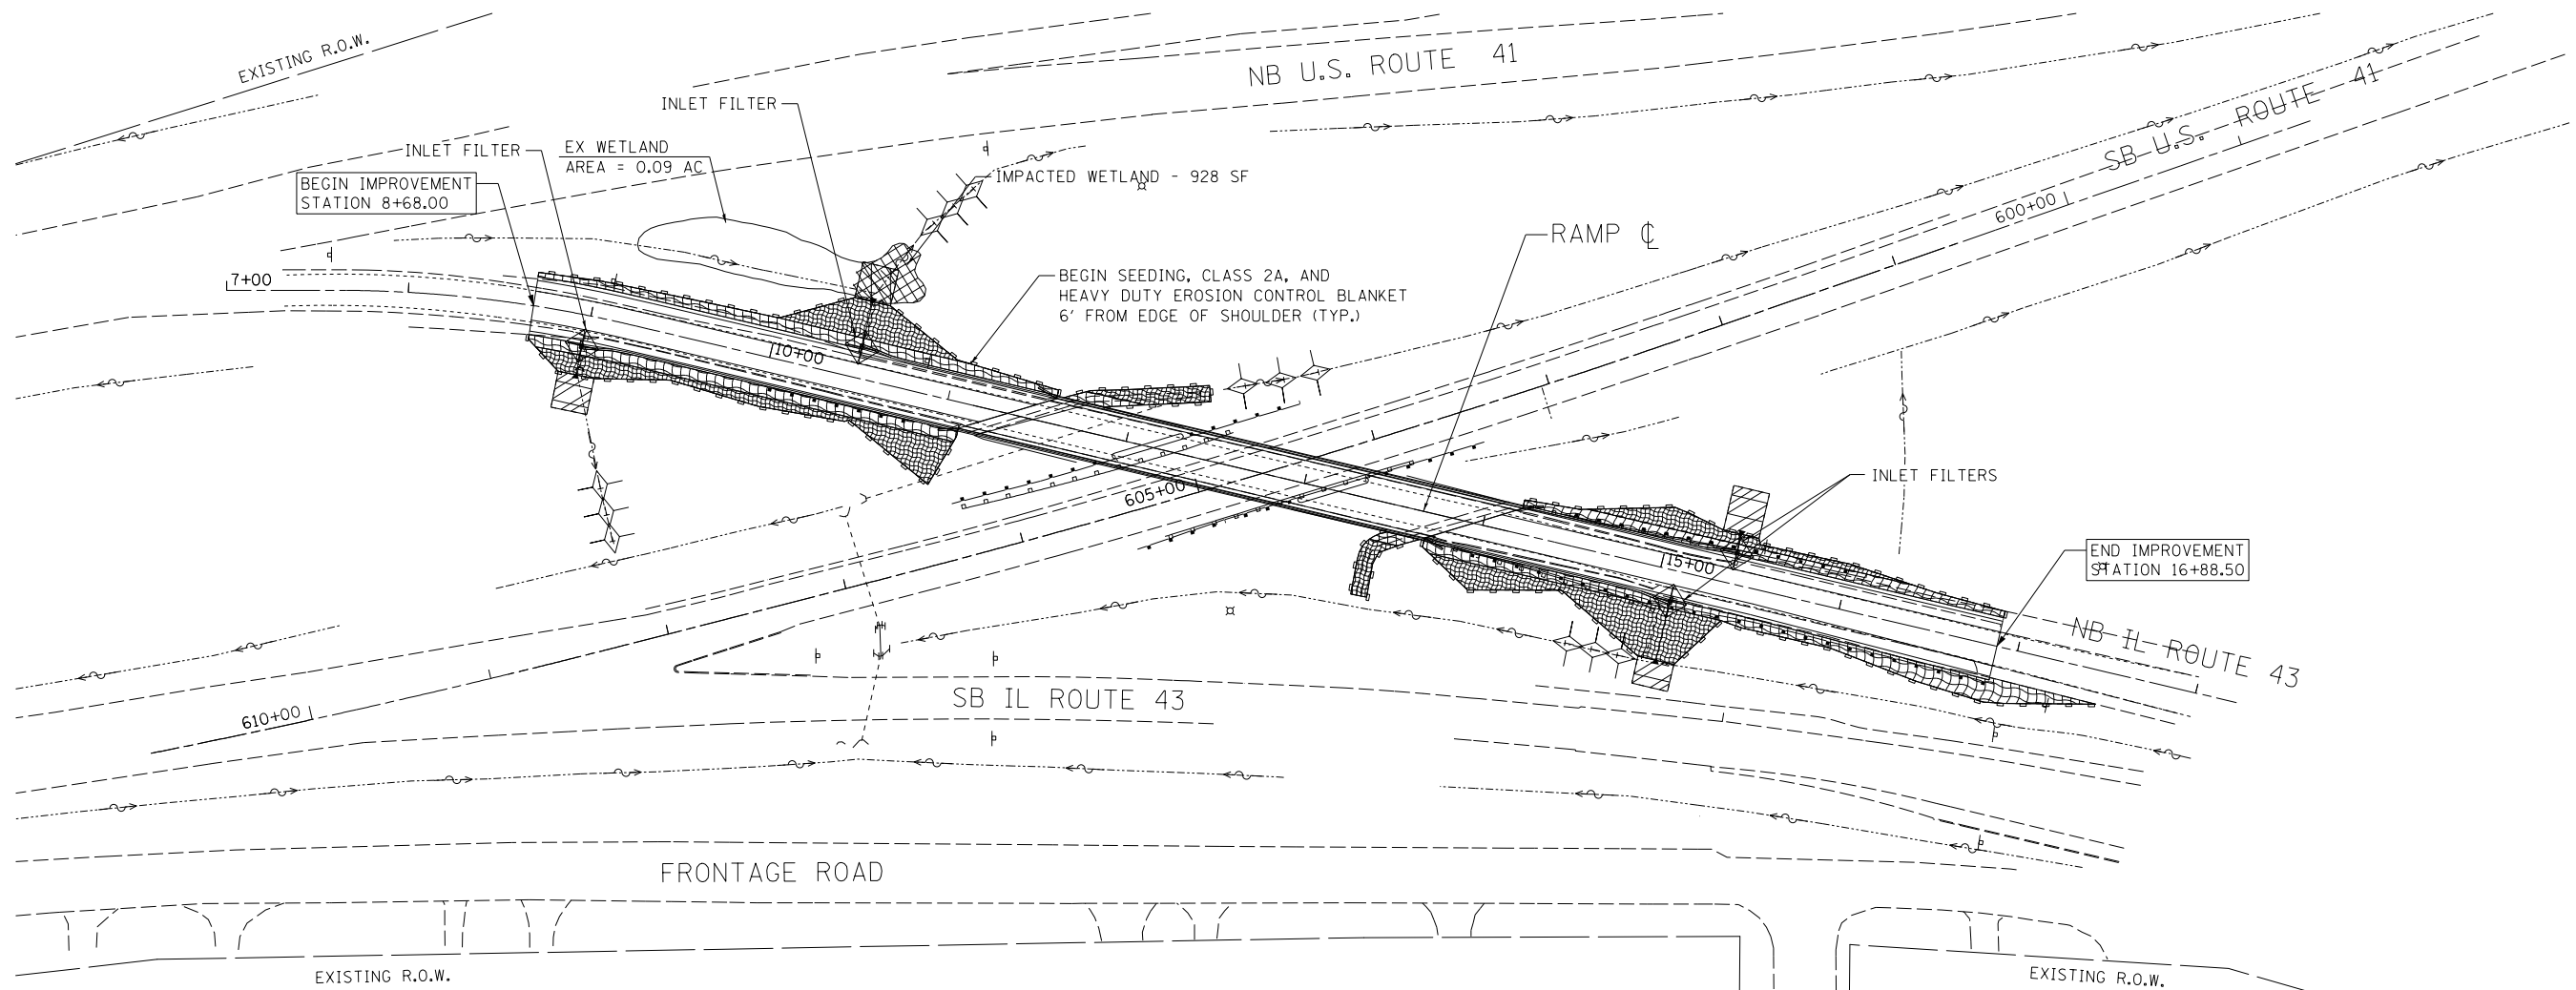 EXISTING R.O.W.
NB U.S. ROUTE 41
SB U.S. ROUTE 41
INLET FILTER
INLET FILTER
EX WETLAND
AREA = 0.09 AC
BEGIN IMPROVEMENT
STATION 8+68.00
IMPACTED WETLAND - 928 SF
600+00
RAMP ℄
7+00
BEGIN SEEDING, CLASS 2A, AND
HEAVY DUTY EROSION CONTROL BLANKET
6' FROM EDGE OF SHOULDER (TYP.)
10+00
605+00
INLET FILTERS
15+00
END IMPROVEMENT
STATION 16+88.50
NB IL ROUTE 43
SB IL ROUTE 43
610+00
FRONTAGE ROAD
EXISTING R.O.W.
EXISTING R.O.W.